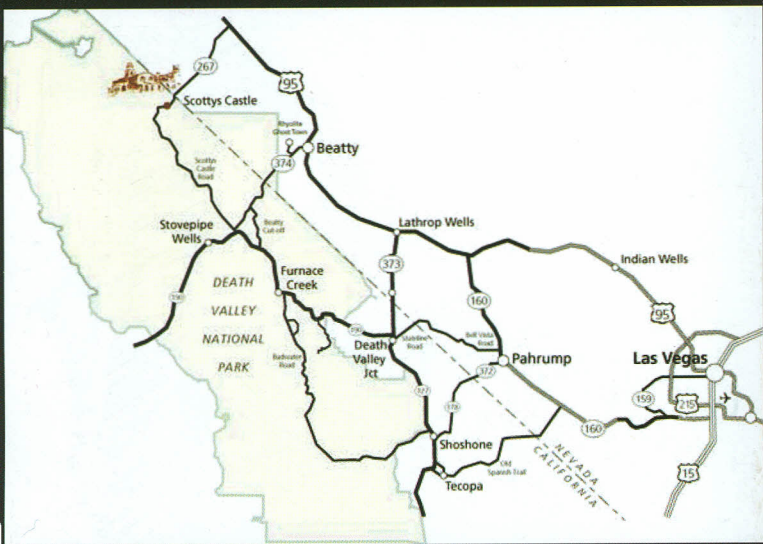 267
95
Scottys Castle
Rhyolite
Ghost Town
Beatty
374
Scottys
Castle
Road
Stovepipe
Wells
Beatty
Cut-off
Lathrop Wells
373
Indian Wells
Furnace
Creek
190
DEATH
VALLEY
NATIONAL
PARK
160
95
190
Stateline
Road
Bell Vista
Road
Death
Valley
Jct
Badwater
Road
Pahrump
Las Vegas
372
127
178
159
215
160
Shoshone
Old
Spanish Trail
Tecopa
NEVADA
CALIFORNIA
15